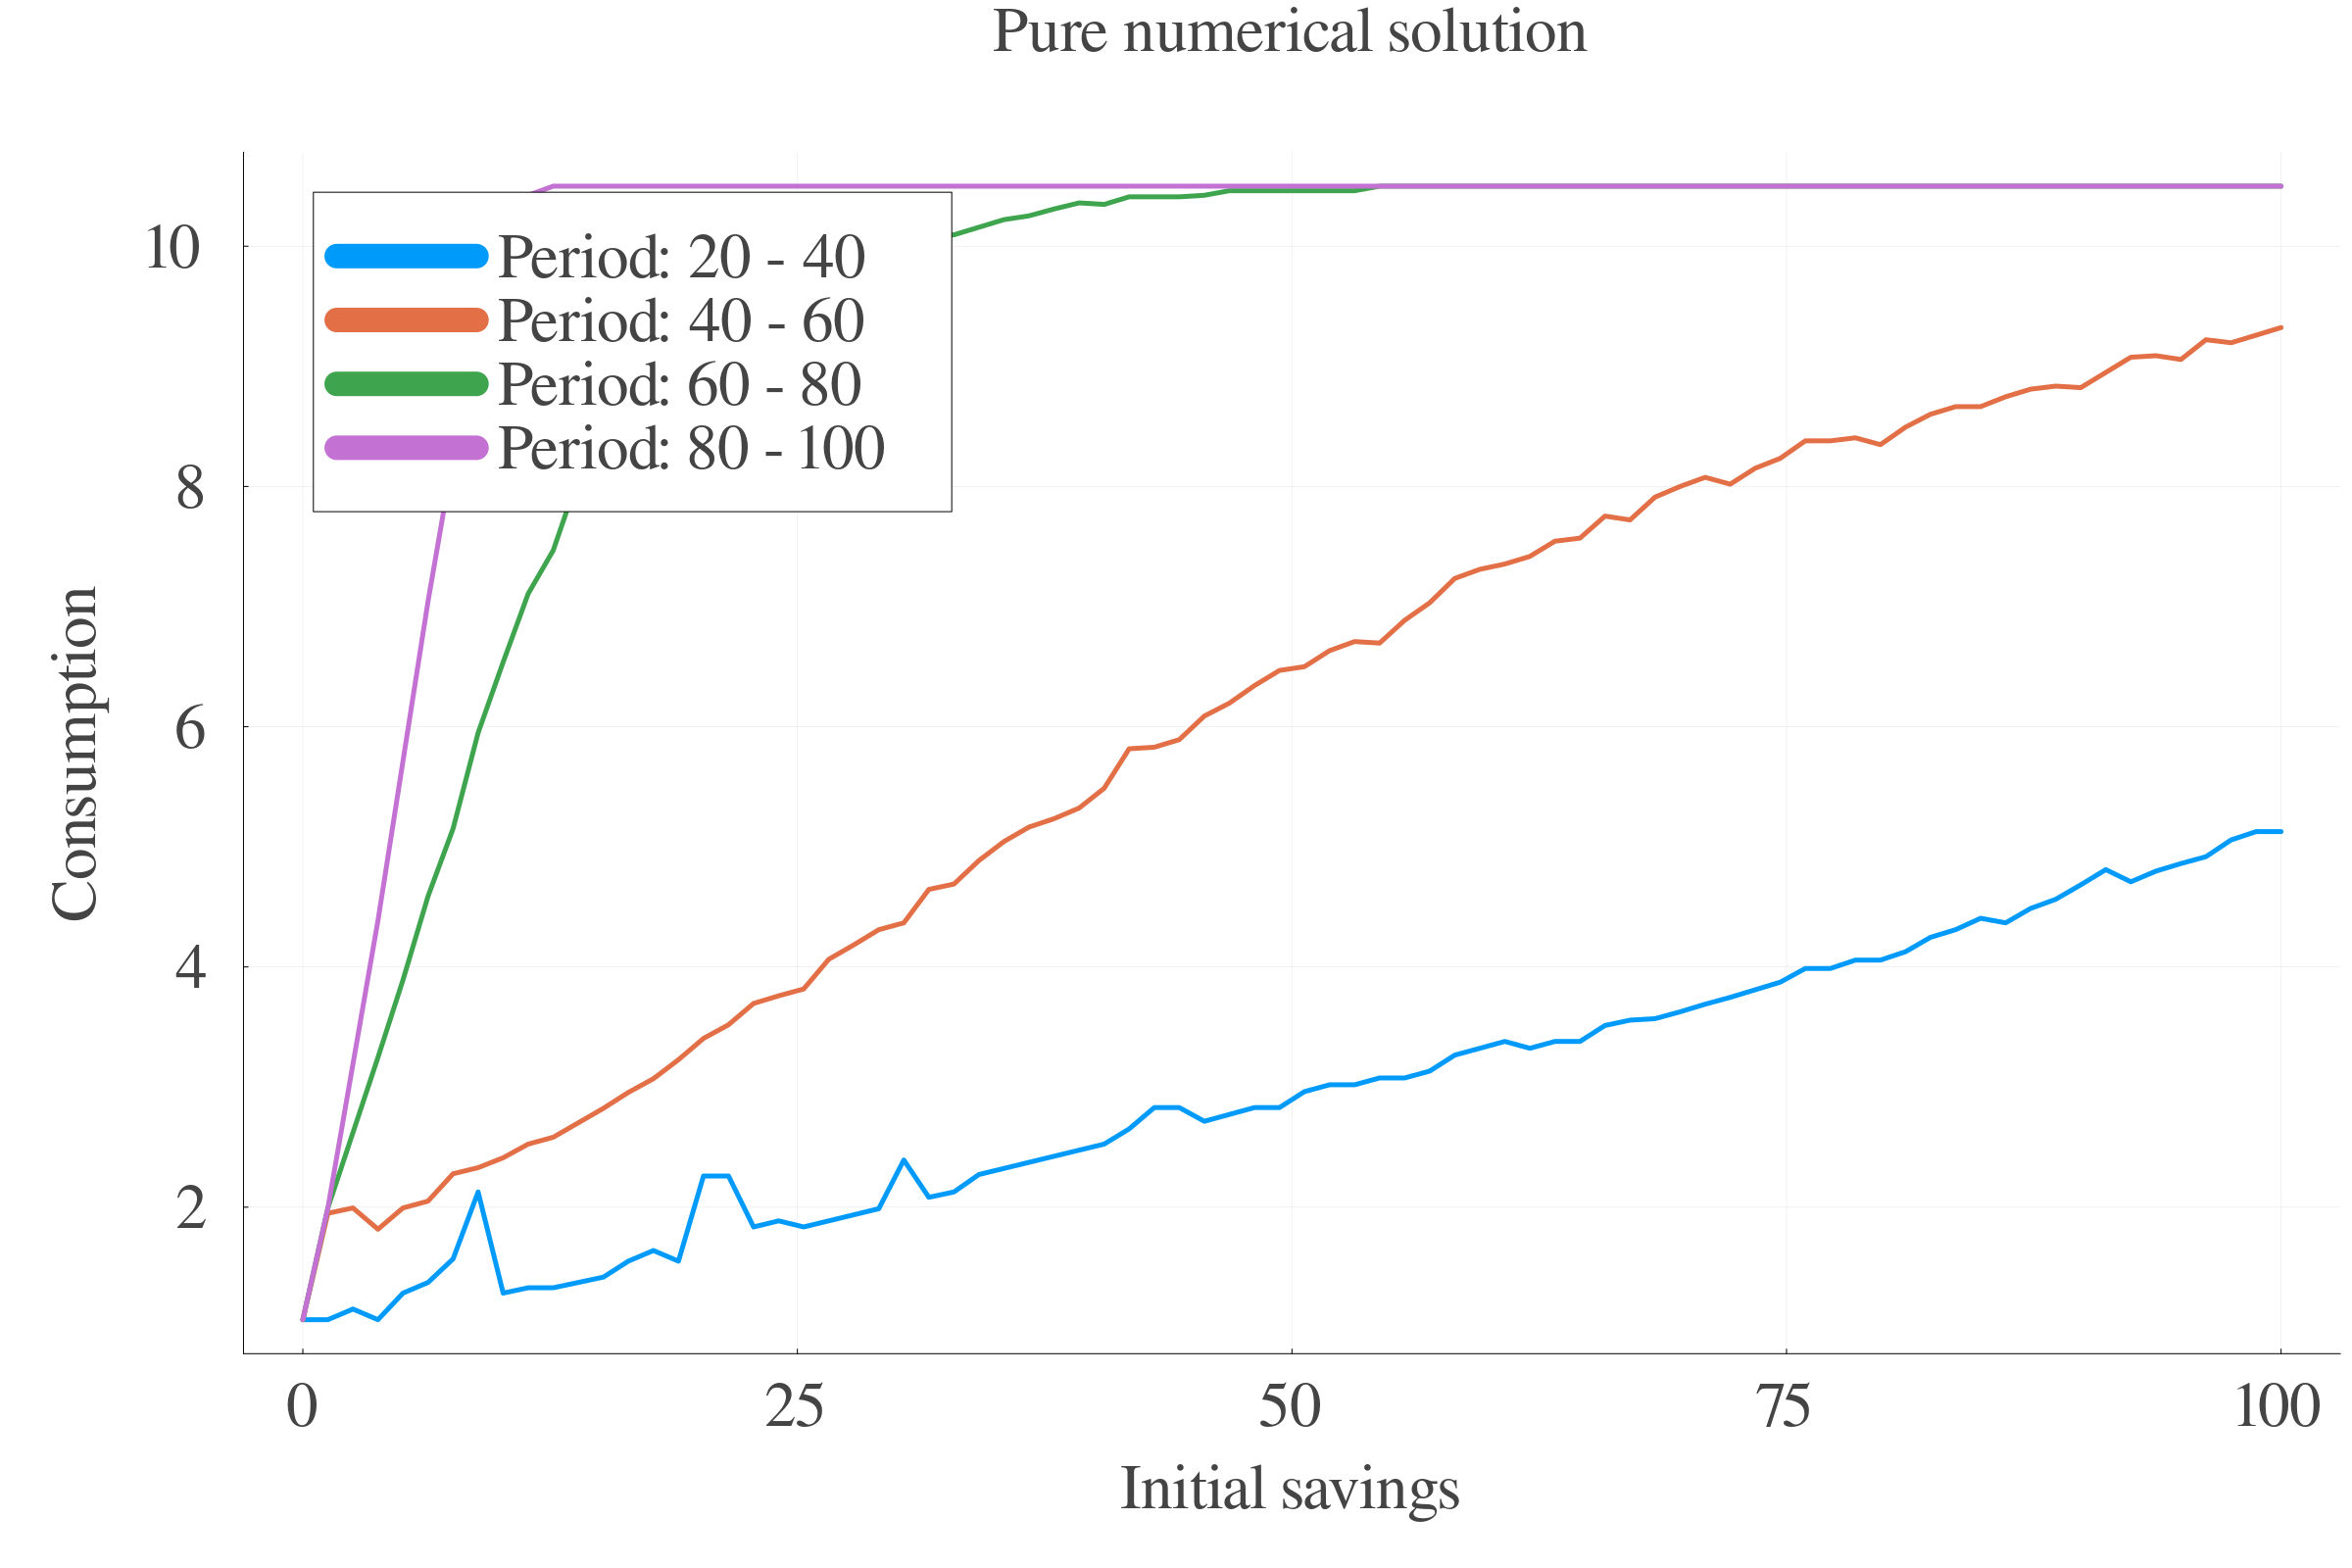 Pure numerical solution
10
8
6
4
2
Consumption
Period: 20 - 40
Period: 40 - 60
Period: 60 - 80
Period: 80 - 100
0 25 50 75 100
Initial savings